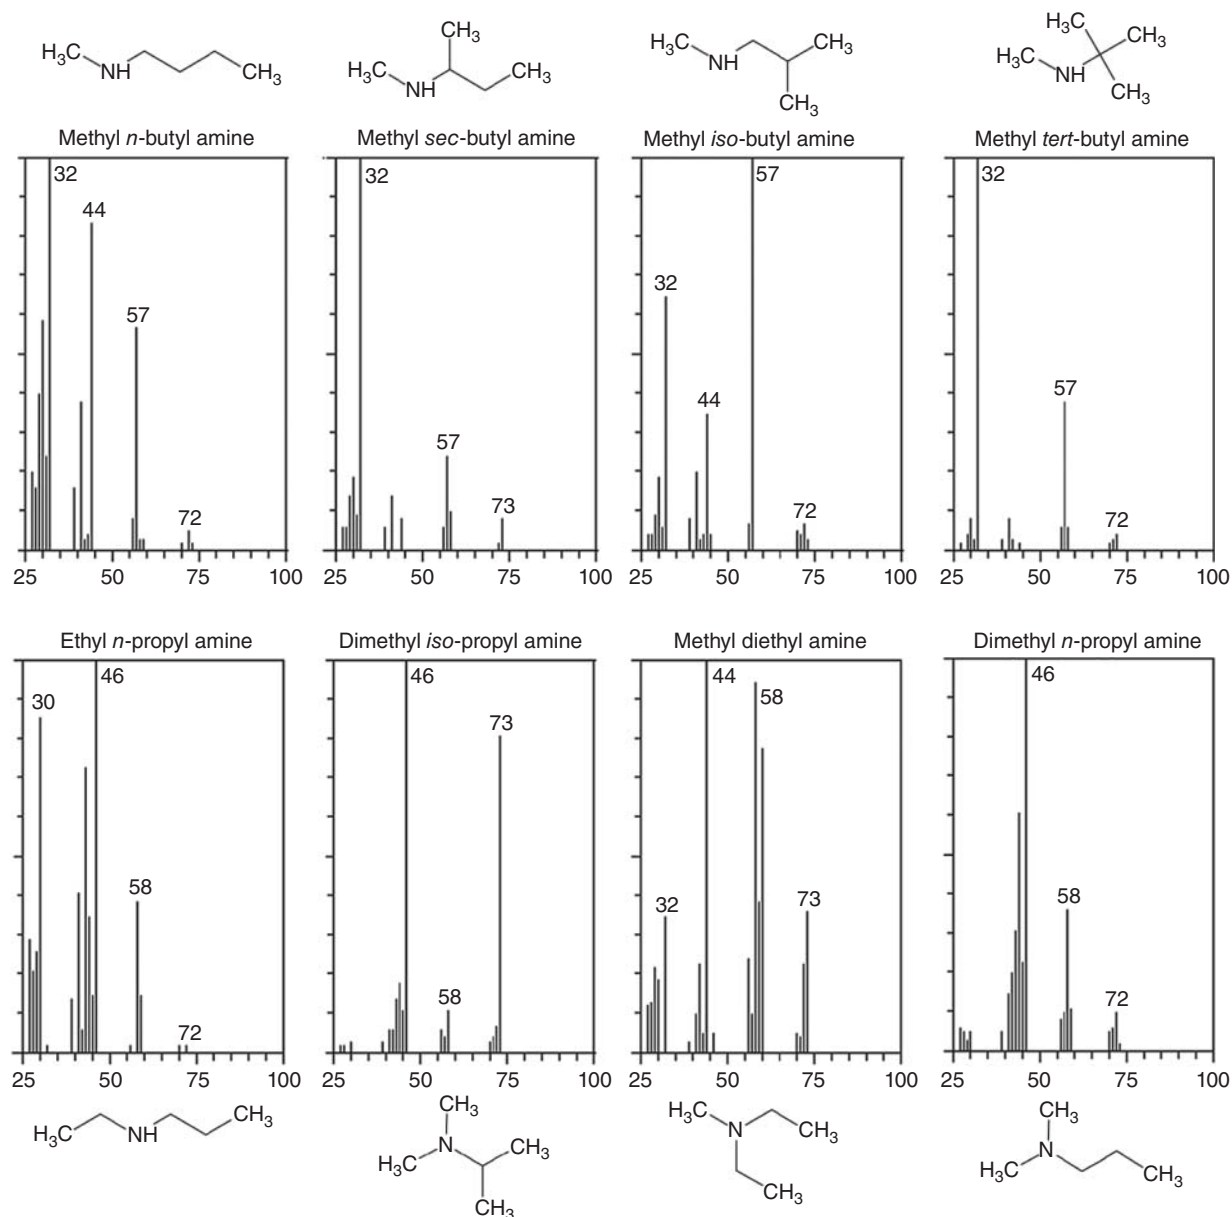 H₃C NH CH₃
CH₃ H₃C NH CH₃
H₃C NH CH₃ CH₃
H₃C H₃C NH CH₃ CH₃
Methyl n-butyl amine
32
44
57
72
25 50 75 100
Methyl sec-butyl amine
32
57
73
25 50 75 100
Methyl iso-butyl amine
57
32
44
72
25 50 75 100
Methyl tert-butyl amine
32
57
72
25 50 75 100
Ethyl n-propyl amine
46
30
58
72
25 50 75 100
H₃C NH CH₃
Dimethyl iso-propyl amine
46
73
58
25 50 75 100
CH₃
N
H₃C CH₃
CH₃
Methyl diethyl amine
44
58
32
73
25 50 75 100
H₃C
N CH₃
CH₃
Dimethyl n-propyl amine
46
58
72
25 50 75 100
CH₃
N
H₃C CH₃